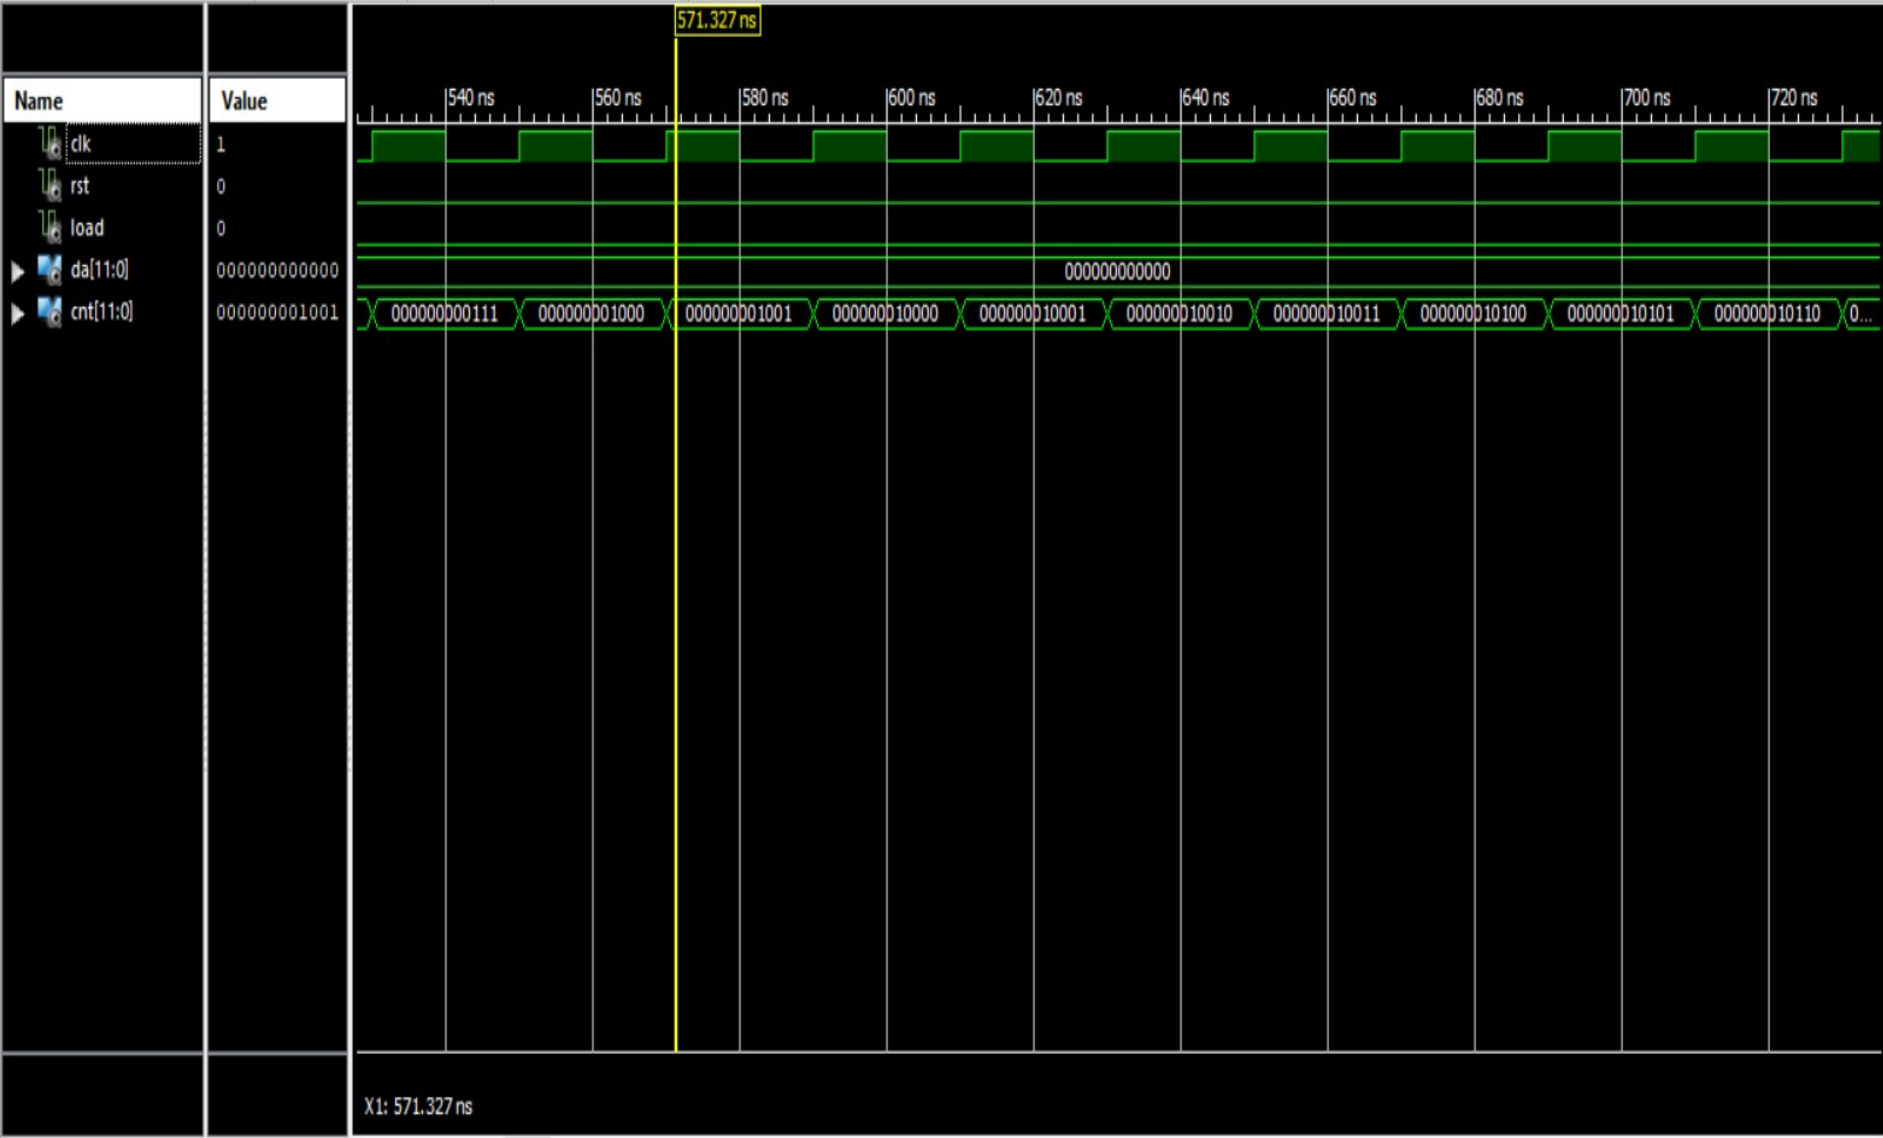 571.327 ns
Name Value
540 ns 560 ns 580 ns 600 ns 620 ns 640 ns 660 ns 680 ns 700 ns 720 ns
clk 1
rst 0
load 0
da[11:0] 000000000000 000000000000
cnt[11:0] 000000001001 000000000111 000000001000 000000001001 000000010000 000000010001 000000010010 000000010011 000000010100 000000010101 000000010110 0...
X1: 571.327 ns